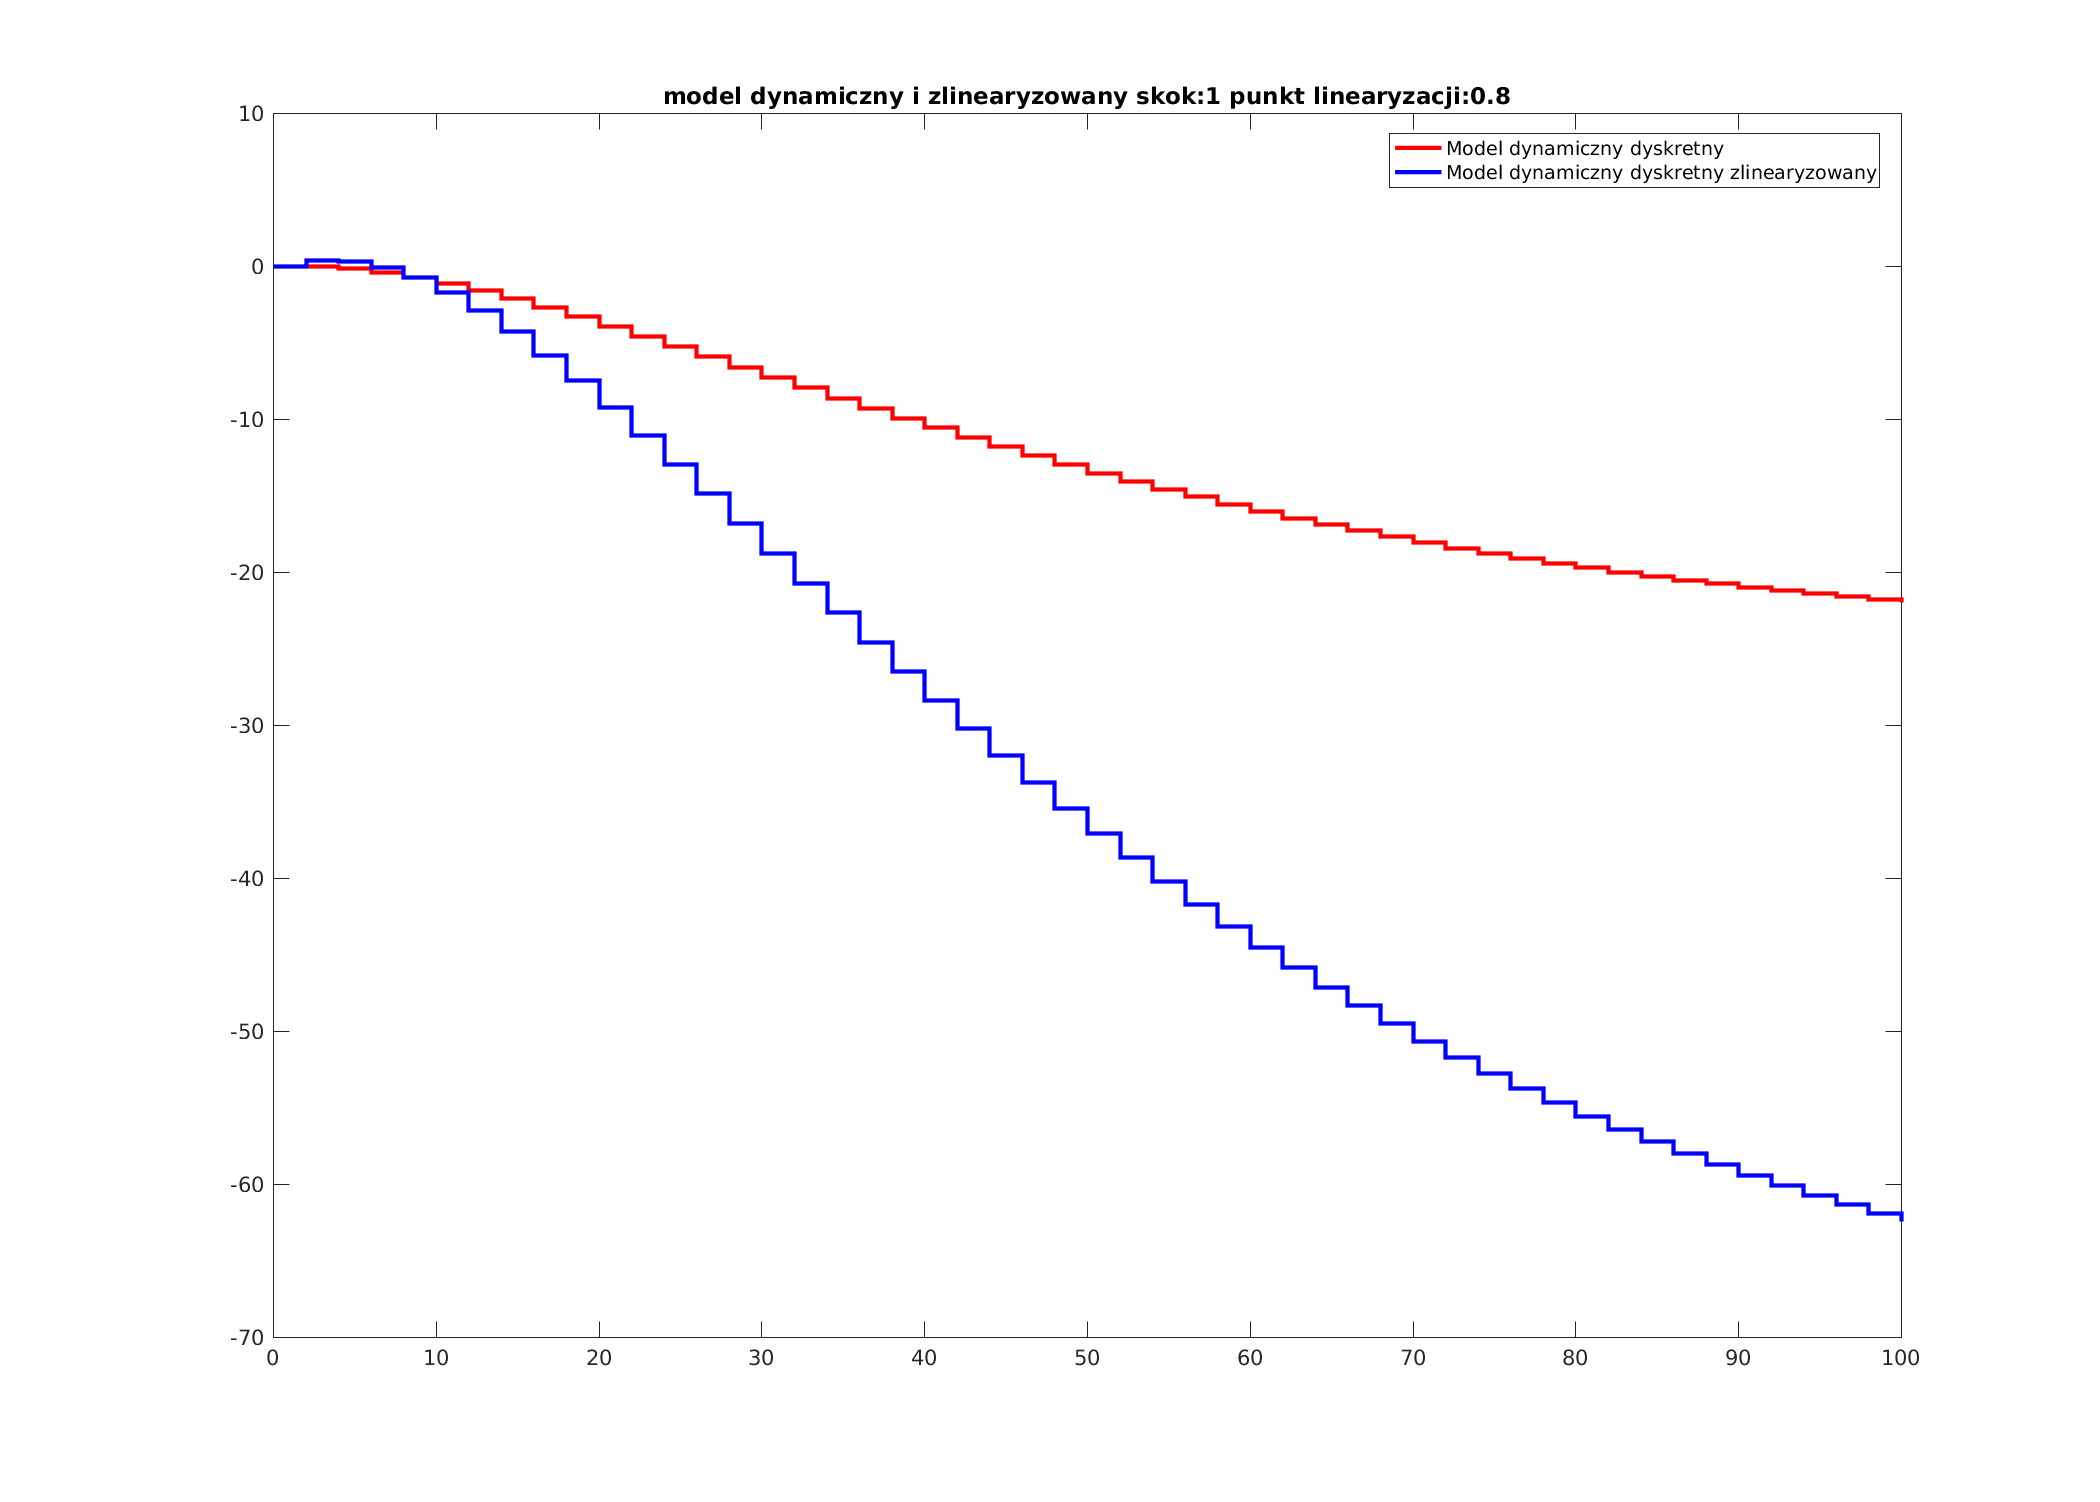 model dynamiczny i zlinearyzowany skok:1 punkt linearyzacji:0.8
Model dynamiczny dyskretny
Model dynamiczny dyskretny zlinearyzowany
10
0
-10
-20
-30
-40
-50
-60
-70
0 10 20 30 40 50 60 70 80 90 100